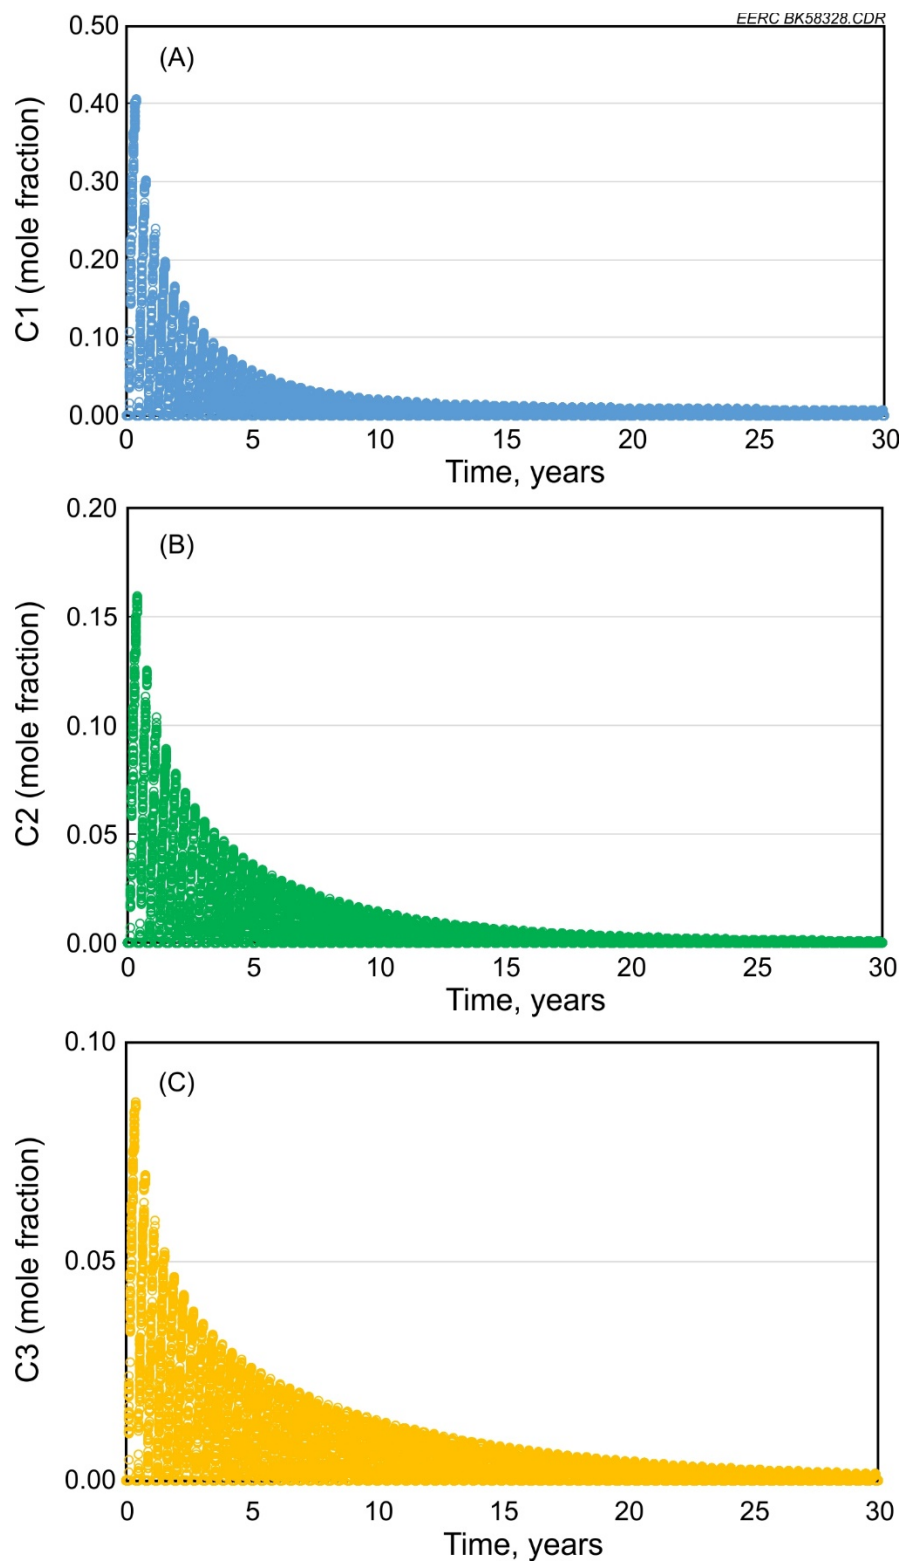 EERC BK58328.CDR
0.50
(A)
0.40
0.30
0.20
0.10
0.00
C1 (mole fraction)
0 5 10 15 20 25 30
Time, years
0.20
(B)
0.15
0.10
0.05
0.00
C2 (mole fraction)
0 5 10 15 20 25 30
Time, years
0.10
(C)
0.05
0.00
C3 (mole fraction)
0 5 10 15 20 25 30
Time, years